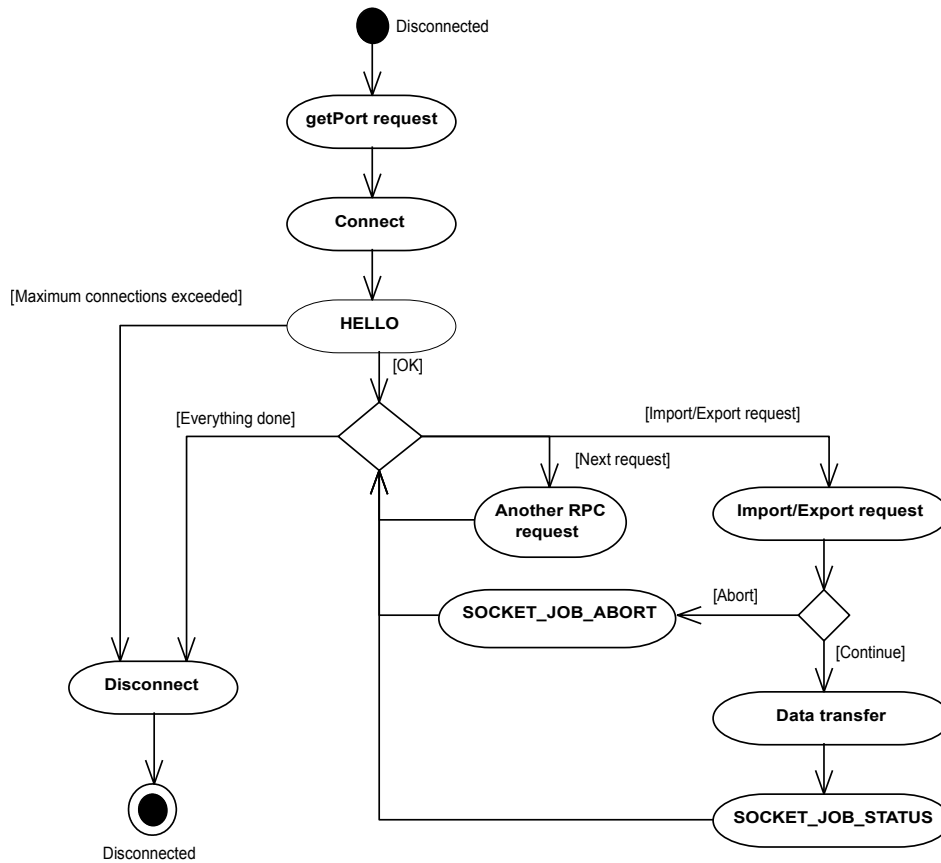 Disconnected
getPort request
Connect
[Maximum connections exceeded]
HELLO
[OK]
[Everything done]
[Import/Export request]
[Next request]
Another RPC
request
Import/Export request
[Abort]
SOCKET_JOB_ABORT
[Continue]
Disconnect
Data transfer
SOCKET_JOB_STATUS
Disconnected